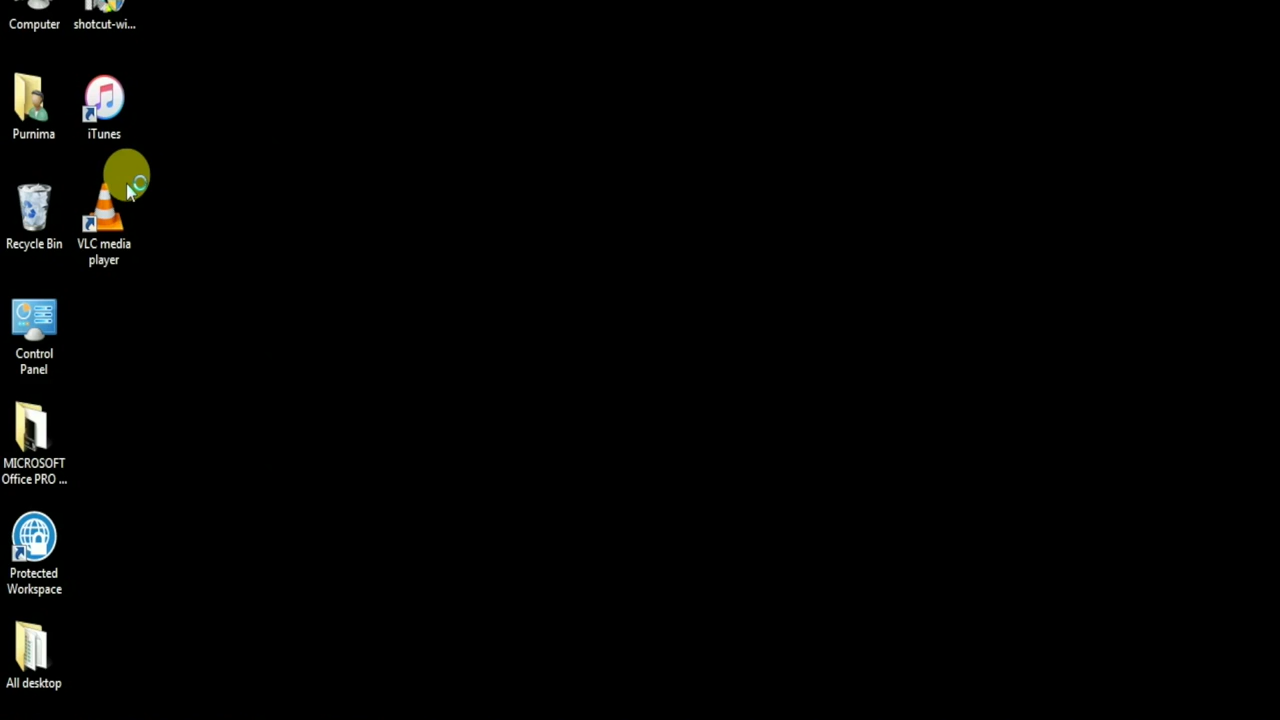 Computer
shotcut-wi...
Purnima
iTunes
Recycle Bin
VLC media
player
Control
Panel
MICROSOFT
Office PRO ...
Protected
Workspace
All desktop